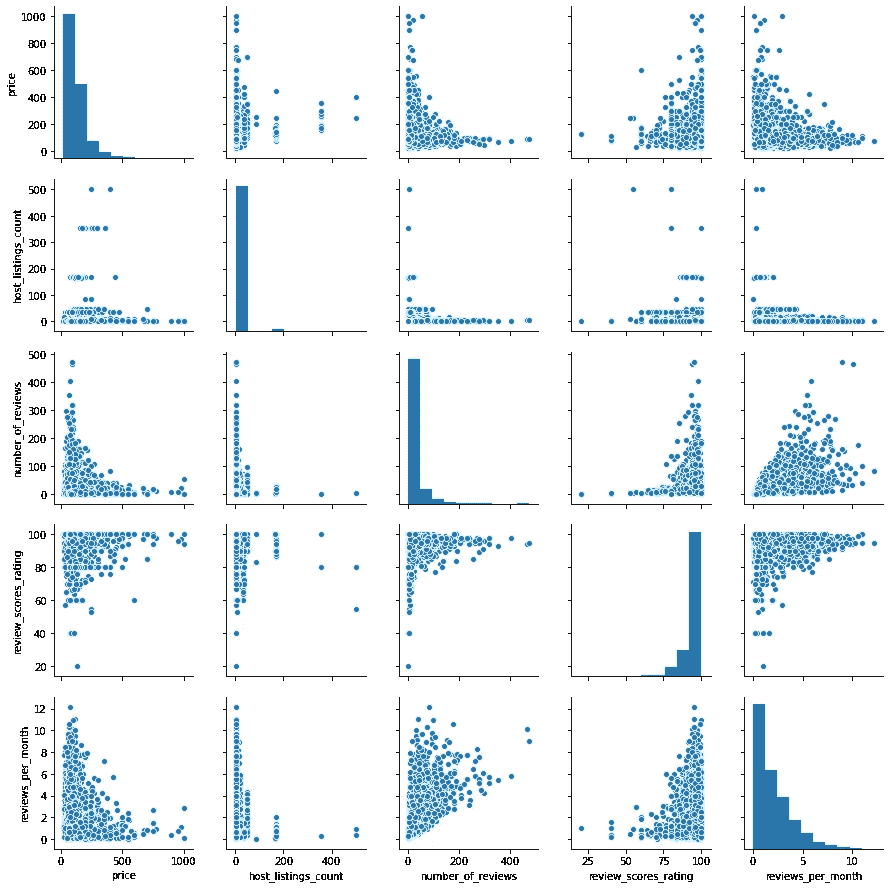 1000
800
600
400
200
0
price
500
400
300
200
100
0
host_listings_count
500
400
300
200
100
0
number_of_reviews
100
80
60
40
20
review_scores_rating
12
10
8
6
4
2
0
reviews_per_month
0 500 1000
price
0 200 400
host_listings_count
0 200 400
number_of_reviews
25 50 75 100
review_scores_rating
0 5 10
reviews_per_month